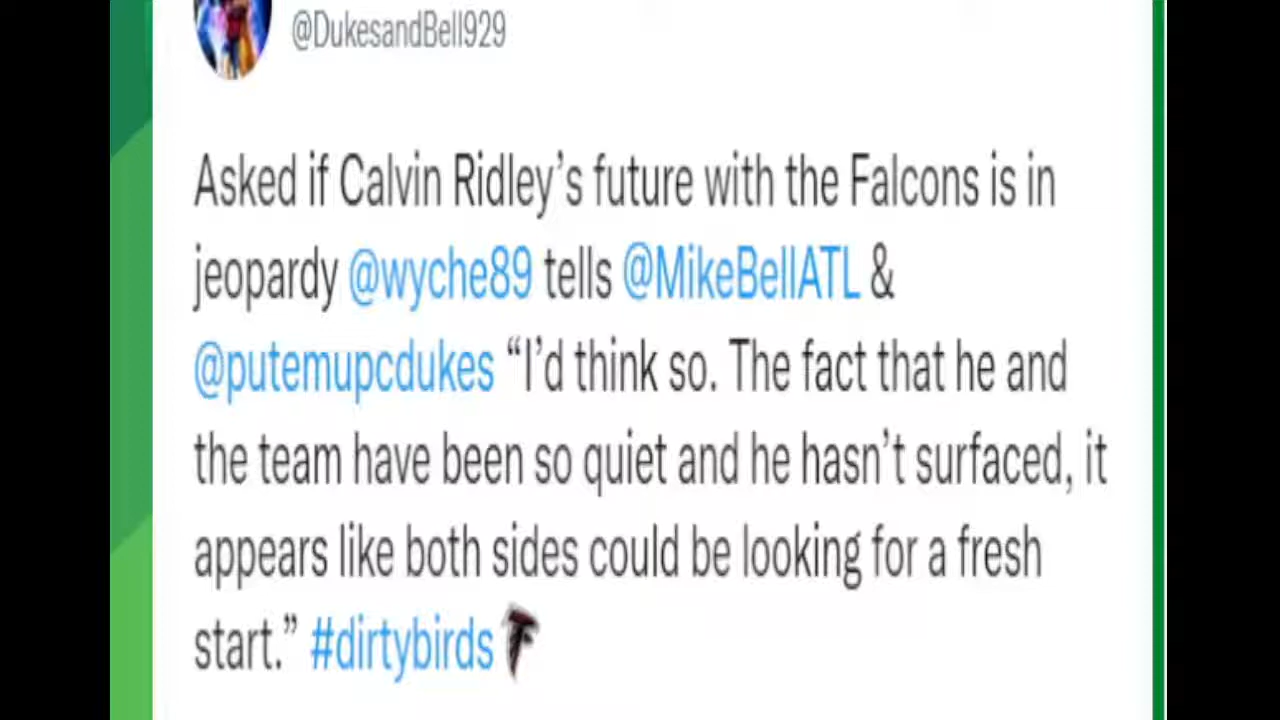 @DukesandBell929
Asked if Calvin Ridley’s future with the Falcons is in
jeopardy @wyche89 tells @MikeBellATL &
@putemupcdukes “I’d think so. The fact that he and
the team have been so quiet and he hasn’t surfaced, it
appears like both sides could be looking for a fresh
start.” #dirtybirds